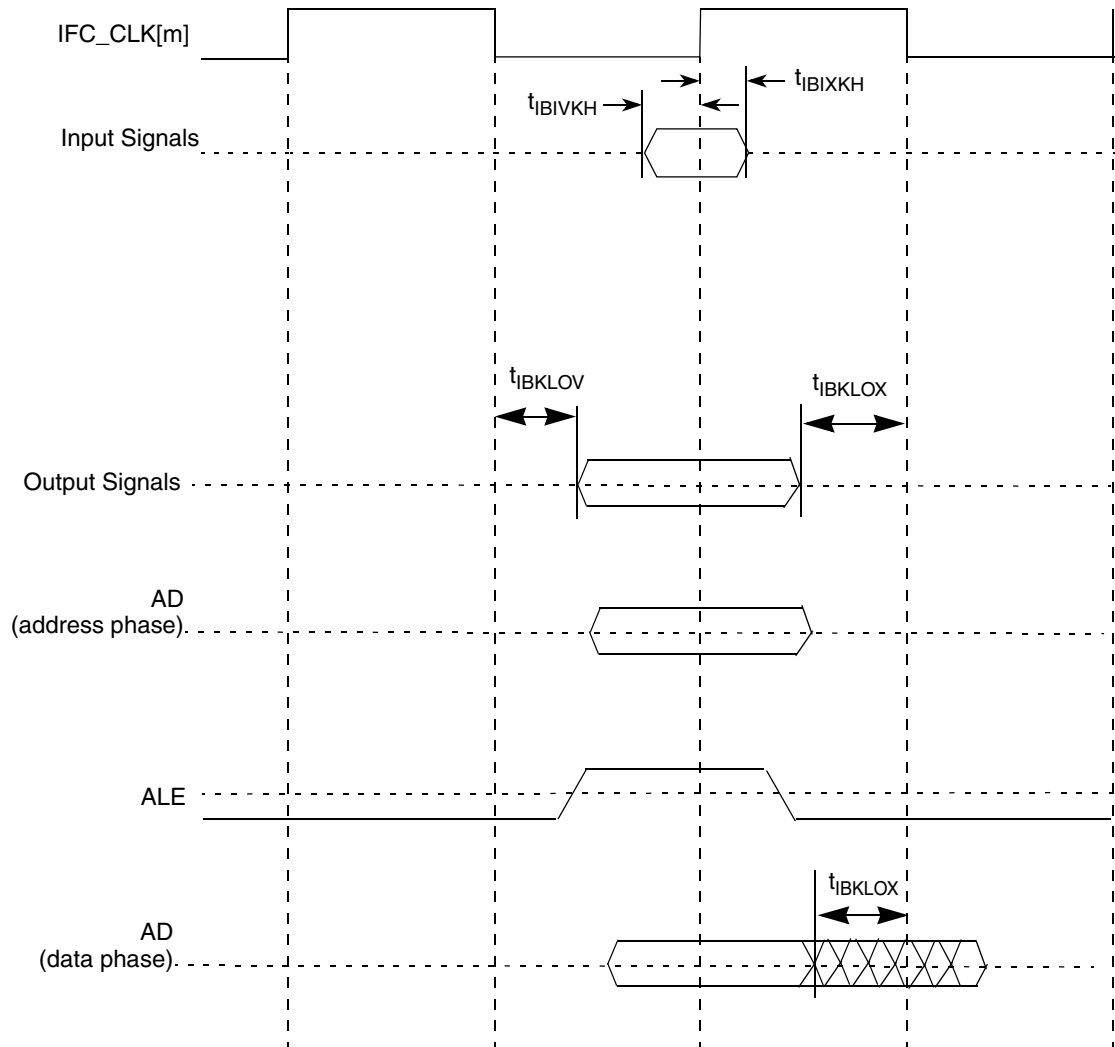 IFC_CLK[m]
tIBIXKH
tIBIVKH
Input Signals
tIBKLOV
tIBKLOX
Output Signals
AD
(address phase)
ALE
tIBKLOX
AD
(data phase)